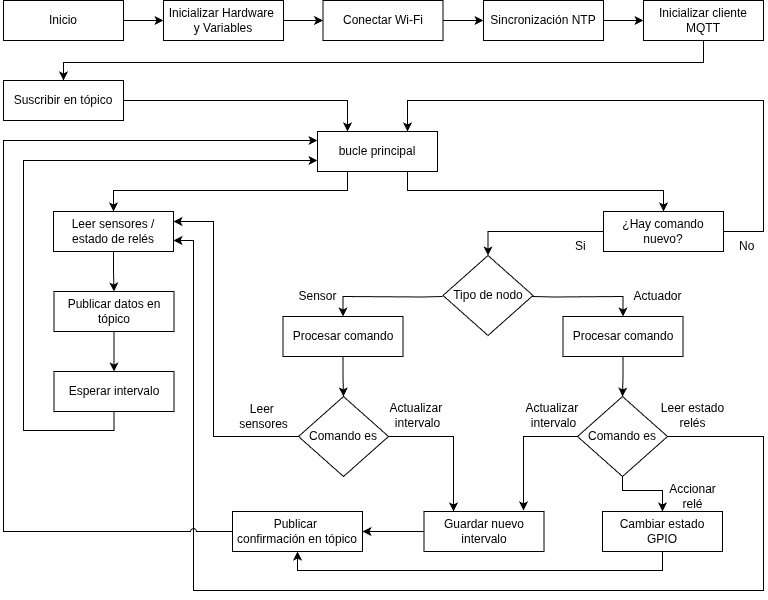 Inicio
Inicializar Hardware
y Variables
Conectar Wi-Fi
Sincronización NTP
Inicializar cliente
MQTT
Suscribir en tópico
bucle principal
Leer sensores /
estado de relés
¿Hay comando
nuevo?
Si
No
Tipo de nodo
Sensor
Actuador
Publicar datos en
tópico
Procesar comando
Procesar comando
Esperar intervalo
Leer
sensores
Comando es
Actualizar
intervalo
Actualizar
intervalo
Comando es
Leer estado
relés
Accionar
relé
Publicar
confirmación en tópico
Guardar nuevo
intervalo
Cambiar estado
GPIO